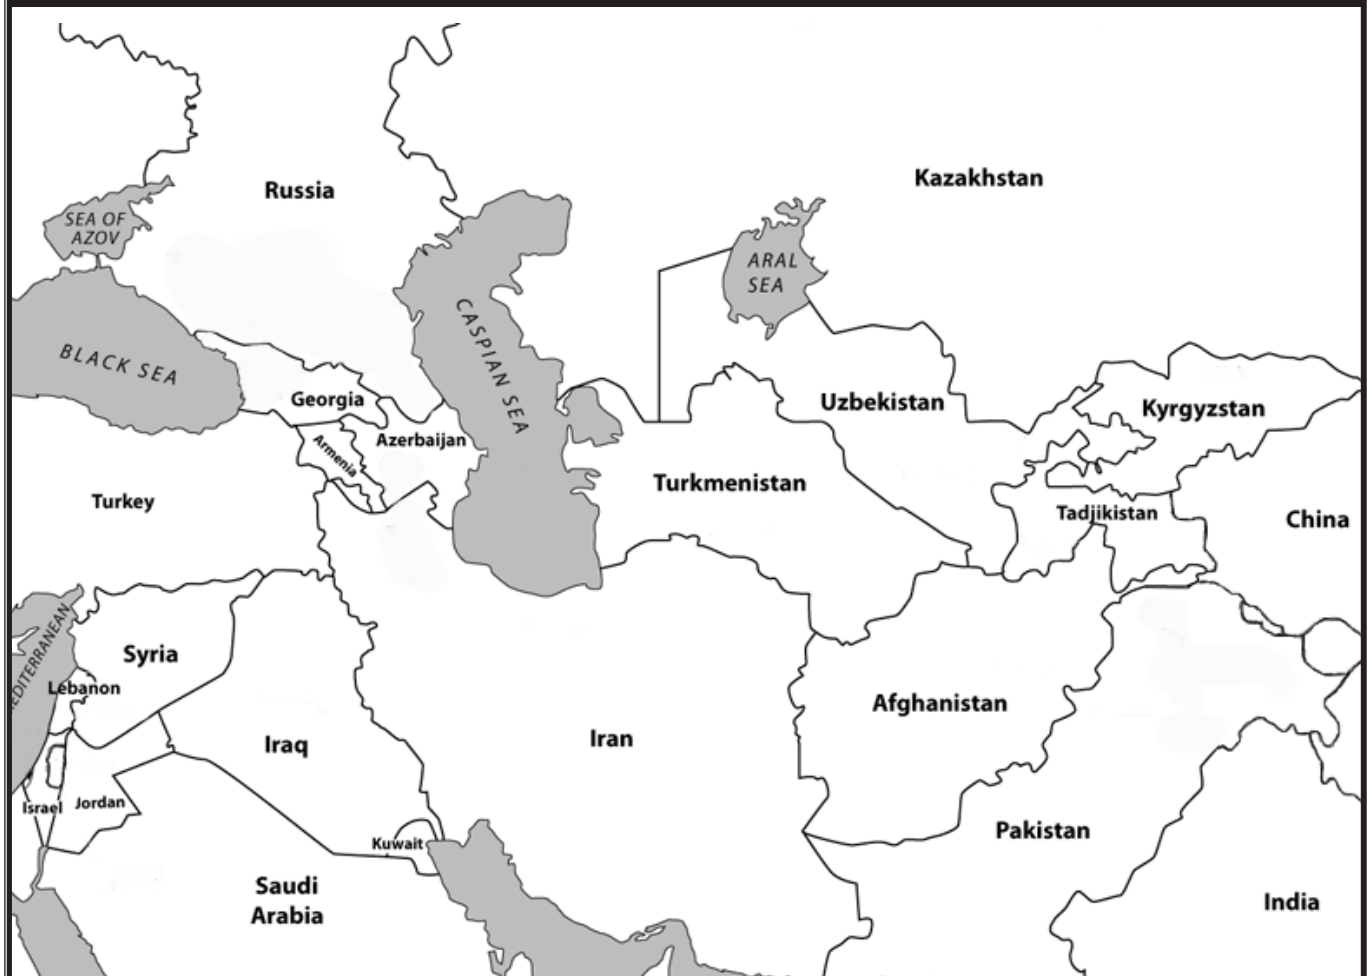 Kazakhstan
Russia
SEA OF
AZOV
ARAL
SEA
CASPIAN SEA
BLACK SEA
Georgia
Uzbekistan
Kyrgyzstan
Armenia
Azerbaijan
Turkmenistan
Turkey
Tadjikistan
China
MEDITERRANEAN
Syria
Lebanon
Afghanistan
Iraq
Iran
Israel
Jordan
Pakistan
Kuwait
Saudi
Arabia
India